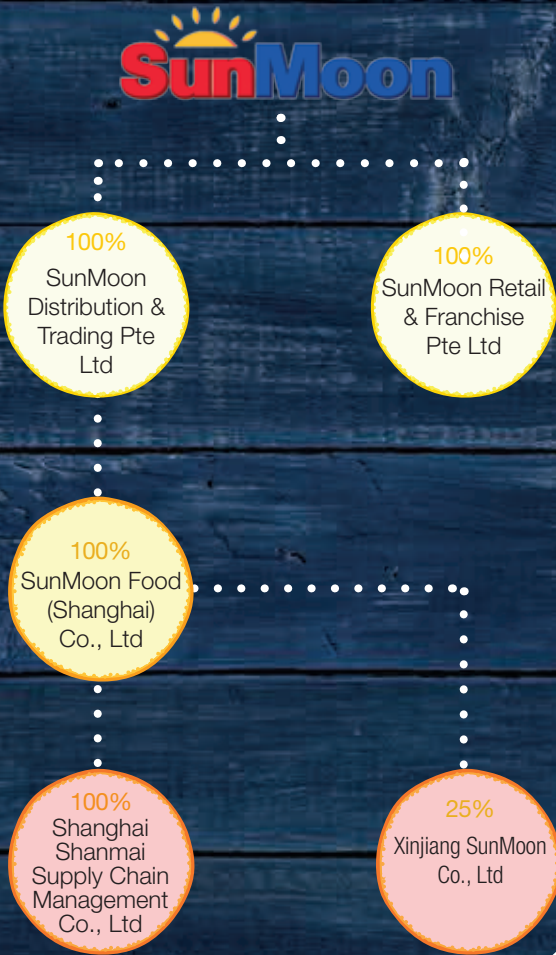 SunMoon
100%
SunMoon
Distribution &
Trading Pte
Ltd
100%
SunMoon Retail
& Franchise
Pte Ltd
100%
SunMoon Food
(Shanghai)
Co., Ltd
100%
Shanghai
Shanmai
Supply Chain
Management
Co., Ltd
25%
Xinjiang SunMoon
Co., Ltd